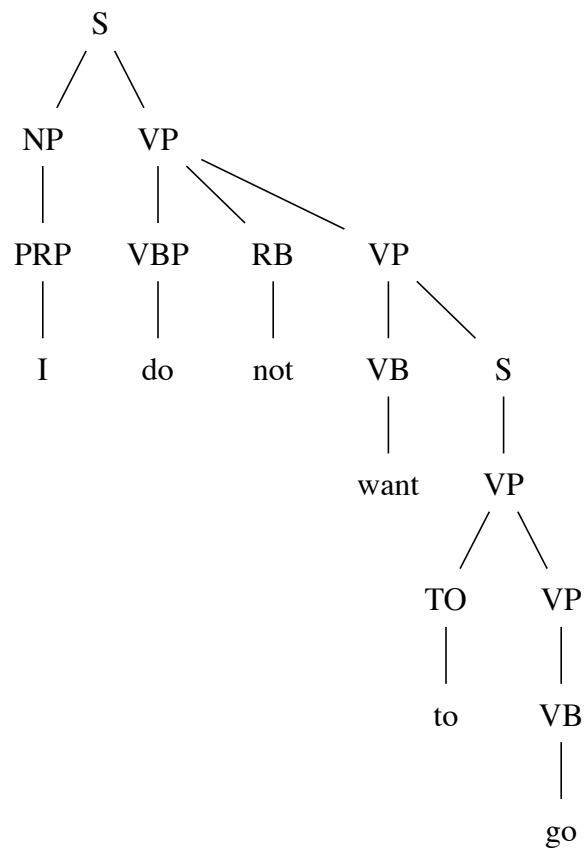 S
NP VP
PRP VBP RB VP
I do not VB S
want VP
TO VP
to VB
go